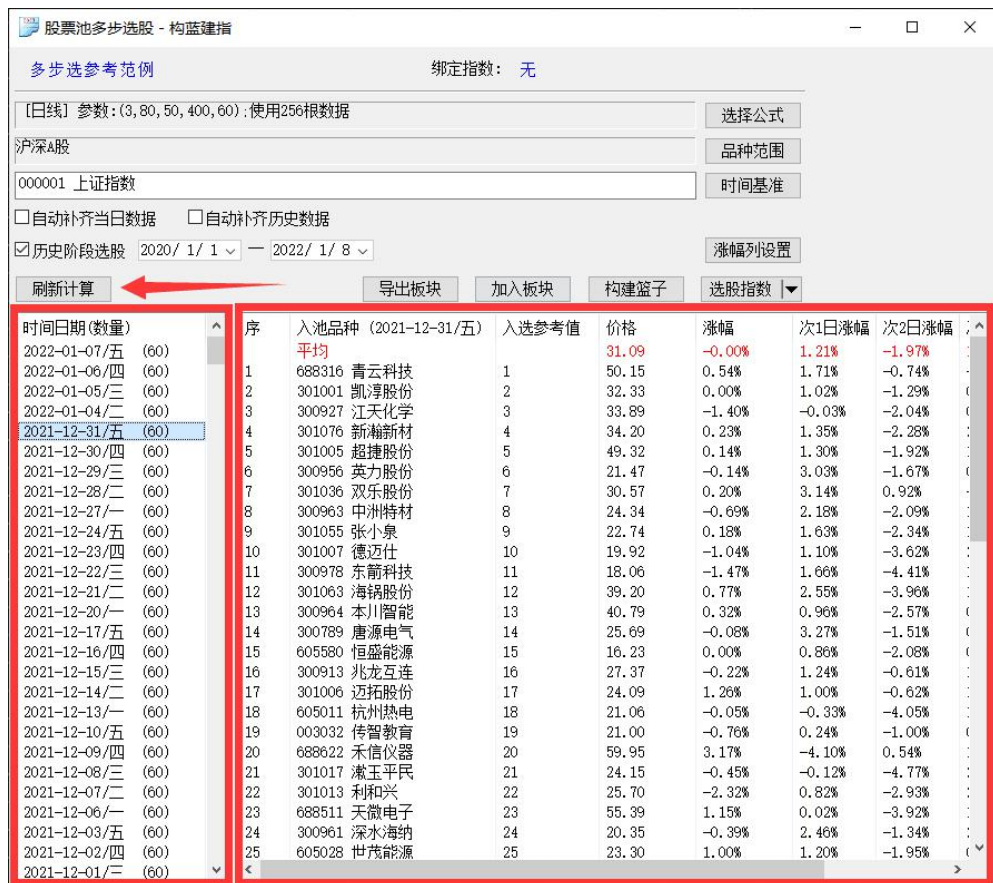 股票池多步选股 - 构蓝建指
多步选参考范例 绑定指数： 无
[日线] 参数:(3,80,50,400,60);使用256根数据 选择公式
沪深A股 品种范围
000001 上证指数 时间基准
自动补齐当日数据 自动补齐历史数据
历史阶段选股 2020/ 1/ 1 — 2022/ 1/ 8 涨幅列设置
刷新计算 导出板块 加入板块 构建篮子 选股指数
时间日期(数量)
2022-01-07/五 (60)
2022-01-06/四 (60)
2022-01-05/三 (60)
2022-01-04/二 (60)
2021-12-31/五 (60)
2021-12-30/四 (60)
2021-12-29/三 (60)
2021-12-28/二 (60)
2021-12-27/一 (60)
2021-12-24/五 (60)
2021-12-23/四 (60)
2021-12-22/三 (60)
2021-12-21/二 (60)
2021-12-20/一 (60)
2021-12-17/五 (60)
2021-12-16/四 (60)
2021-12-15/三 (60)
2021-12-14/二 (60)
2021-12-13/一 (60)
2021-12-10/五 (60)
2021-12-09/四 (60)
2021-12-08/三 (60)
2021-12-07/二 (60)
2021-12-06/一 (60)
2021-12-03/五 (60)
2021-12-02/四 (60)
2021-12-01/三 (60)
序 入池品种 (2021-12-31/五) 入选参考值 价格 涨幅 次1日涨幅 次2日涨幅
平均 31.09 -0.00% 1.21% -1.97%
1 688316 青云科技 1 50.15 0.54% 1.71% -0.74%
2 301001 凯淳股份 2 32.33 0.00% 1.02% -1.29%
3 300927 江天化学 3 33.89 -1.40% -0.03% -2.04%
4 301076 新瀚新材 4 34.20 0.23% 1.35% -2.28%
5 301005 超捷股份 5 49.32 0.14% 1.30% -1.92%
6 300956 英力股份 6 21.47 -0.14% 3.03% -1.67%
7 301036 双乐股份 7 30.57 0.20% 3.14% 0.92%
8 300963 中洲特材 8 24.34 -0.69% 2.18% -2.09%
9 301055 张小泉 9 22.74 0.18% 1.63% -2.34%
10 301007 德迈仕 10 19.92 -1.04% 1.10% -3.62%
11 300978 东箭科技 11 18.06 -1.47% 1.66% -4.41%
12 301063 海锅股份 12 39.20 0.77% 2.55% -3.96%
13 300964 本川智能 13 40.79 0.32% 0.96% -2.57%
14 300789 唐源电气 14 25.69 -0.08% 3.27% -1.51%
15 605580 恒盛能源 15 16.23 0.00% 0.86% -2.08%
16 300913 兆龙互连 16 27.37 -0.22% 1.24% -0.61%
17 301006 迈拓股份 17 24.09 1.26% 1.00% -0.62%
18 605011 杭州热电 18 21.06 -0.05% -0.33% -4.05%
19 003032 传智教育 19 21.00 -0.76% 0.24% -1.00%
20 688622 禾信仪器 20 59.95 3.17% -4.10% 0.54%
21 301017 漱玉平民 21 24.15 -0.45% -0.12% -4.77%
22 301013 利和兴 22 25.70 -2.32% 0.82% -2.93%
23 688511 天微电子 23 55.39 1.15% 0.02% -3.92%
24 300961 深水海纳 24 20.35 -0.39% 2.46% -1.34%
25 605028 世茂能源 25 23.30 1.00% 1.20% -1.95%